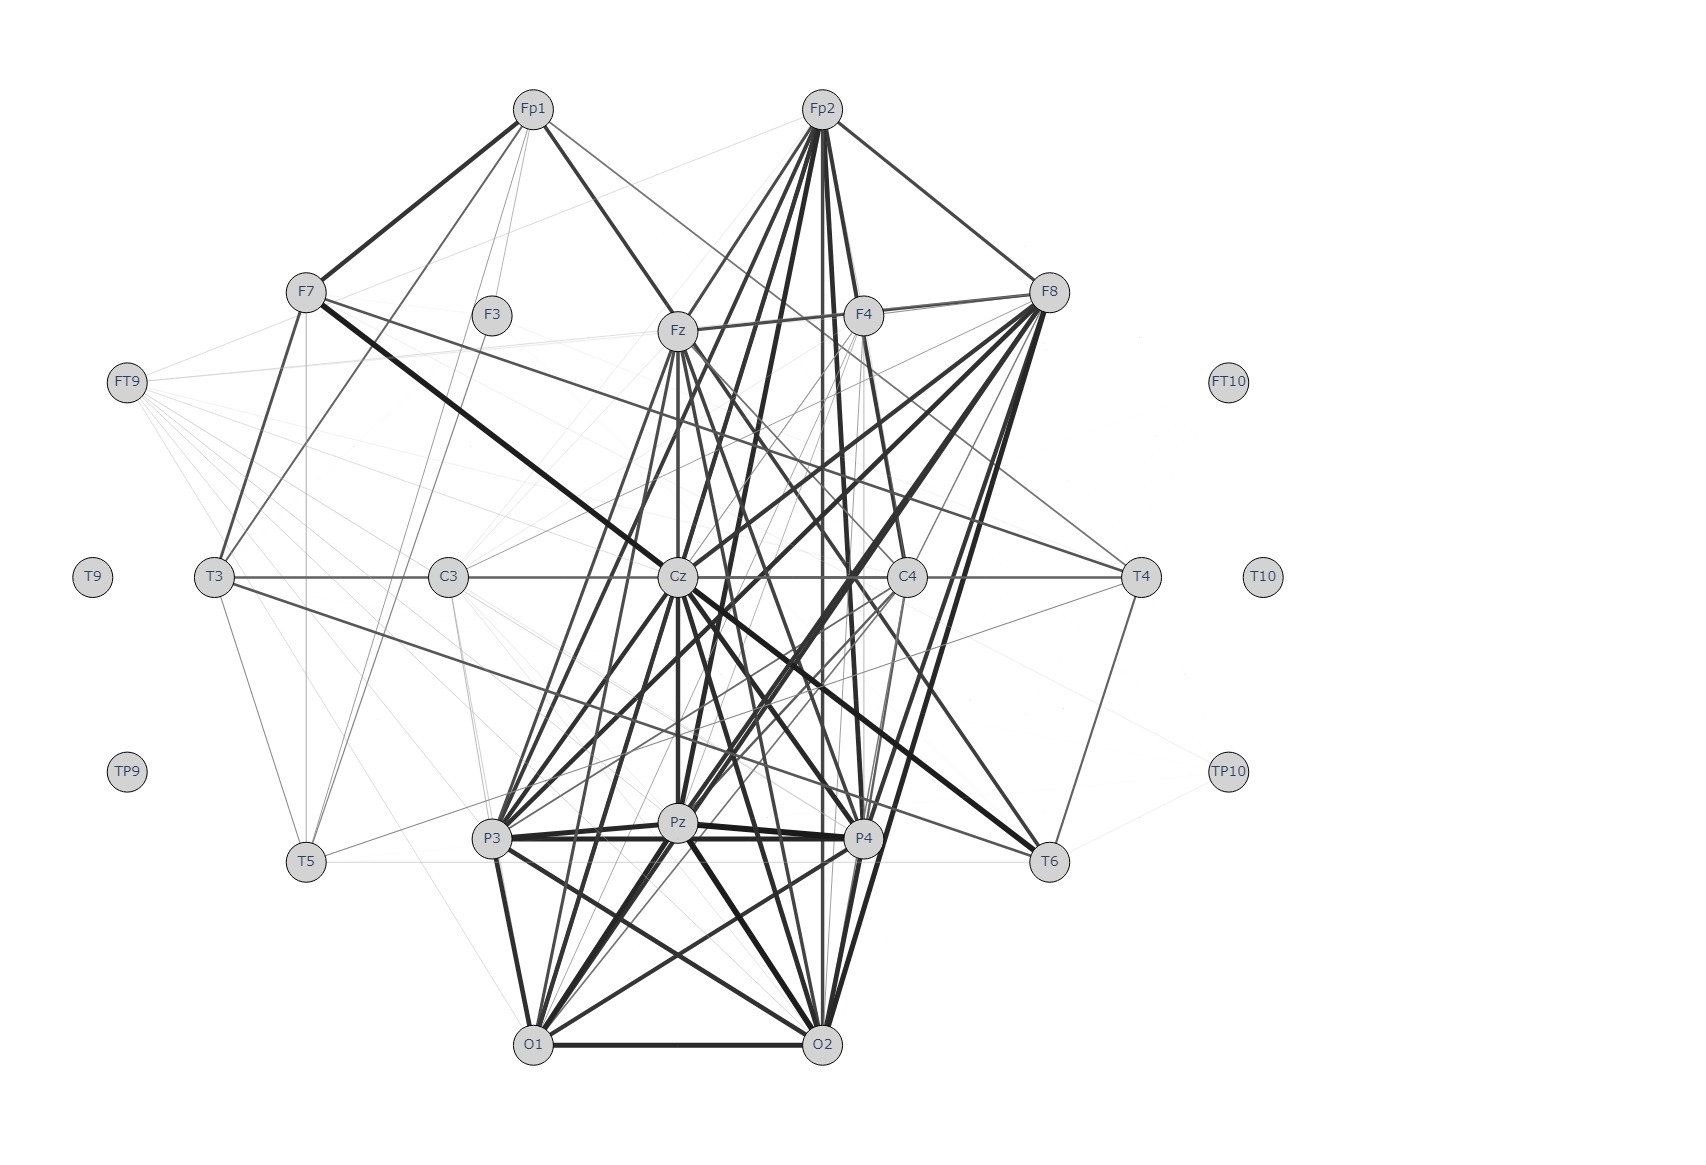 Fp1 Fp2
F7 F3 Fz F4 F8
FT9 FT10
T9 T3 C3 Cz C4 T4 T10
TP9 TP10
T5 P3 Pz P4 T6
O1 O2